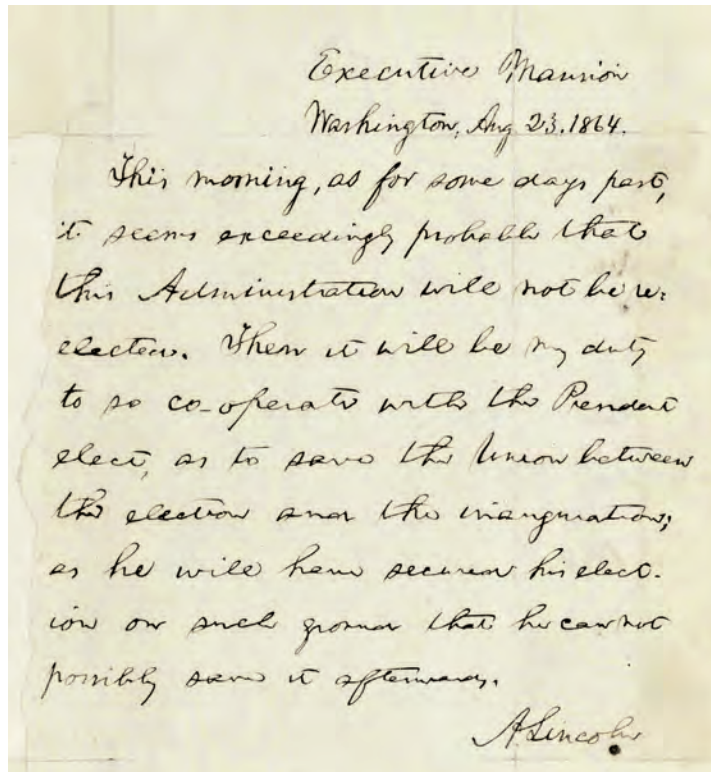 Executive Mansion
Washington, Aug 23, 1864.
This morning, as for some days past,
it seems exceedingly probable that
this Administration will not be re-
elected. Then it will be my duty
to so co-operate with the President
elect, as to save the Union between
the election and the inauguration;
as he will have secured his elect-
ion on such ground that he can not
possibly save it afterwards.
A. Lincoln